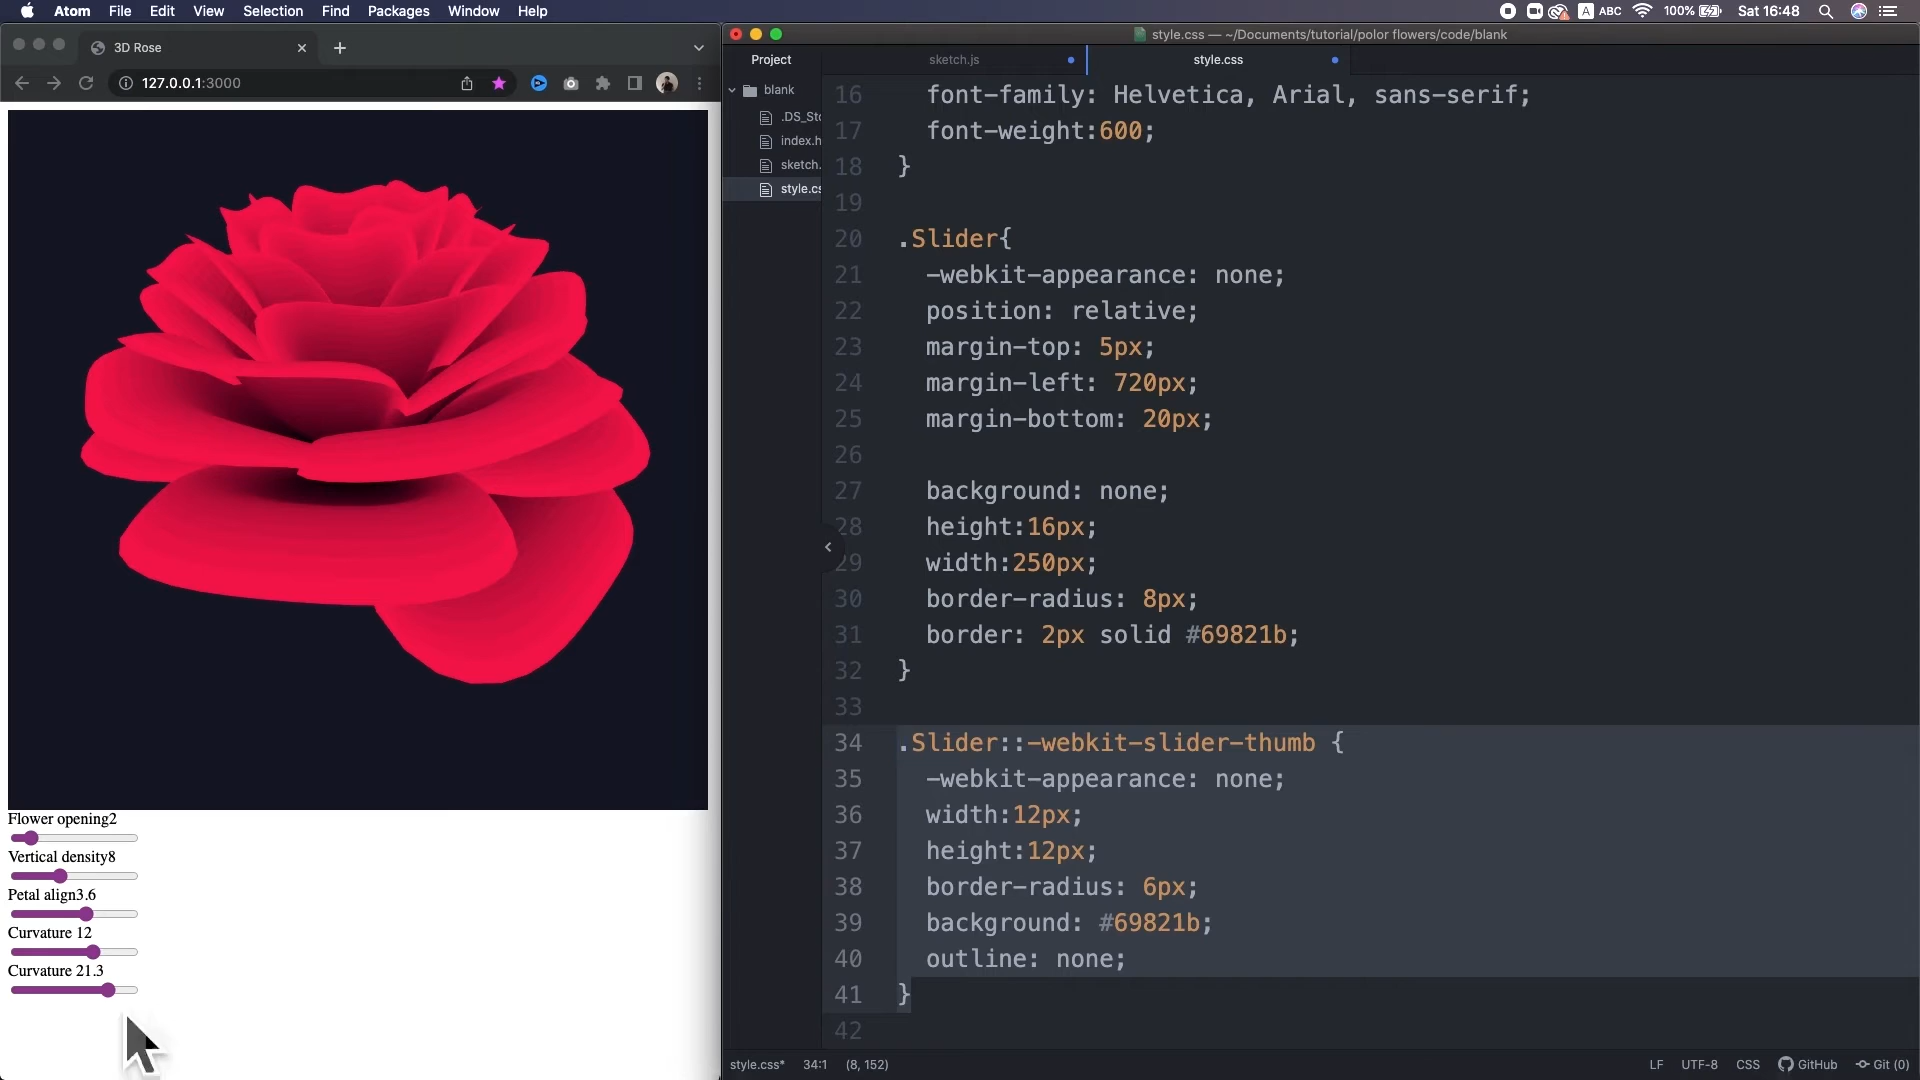 Atom File Edit View Selection Find Packages Window Help
A ABC 100% Sat 16:48
3D Rose
127.0.0.1:3000
Flower opening2
Vertical density8
Petal align3.6
Curvature 12
Curvature 21.3
style.css — ~/Documents/tutorial/polor flowers/code/blank
Project
blank
.DS_Sto
index.h
sketch.
style.cs
sketch.js style.css
16 font-family: Helvetica, Arial, sans-serif;
17 font-weight:600;
18 }
19
20 .Slider{
21 -webkit-appearance: none;
22 position: relative;
23 margin-top: 5px;
24 margin-left: 720px;
25 margin-bottom: 20px;
26
27 background: none;
28 height:16px;
29 width:250px;
30 border-radius: 8px;
31 border: 2px solid #69821b;
32 }
33
34 .Slider::-webkit-slider-thumb {
35 -webkit-appearance: none;
36 width:12px;
37 height:12px;
38 border-radius: 6px;
39 background: #69821b;
40 outline: none;
41 }
42
style.css* 34:1 (8, 152) LF UTF-8 CSS GitHub Git (0)